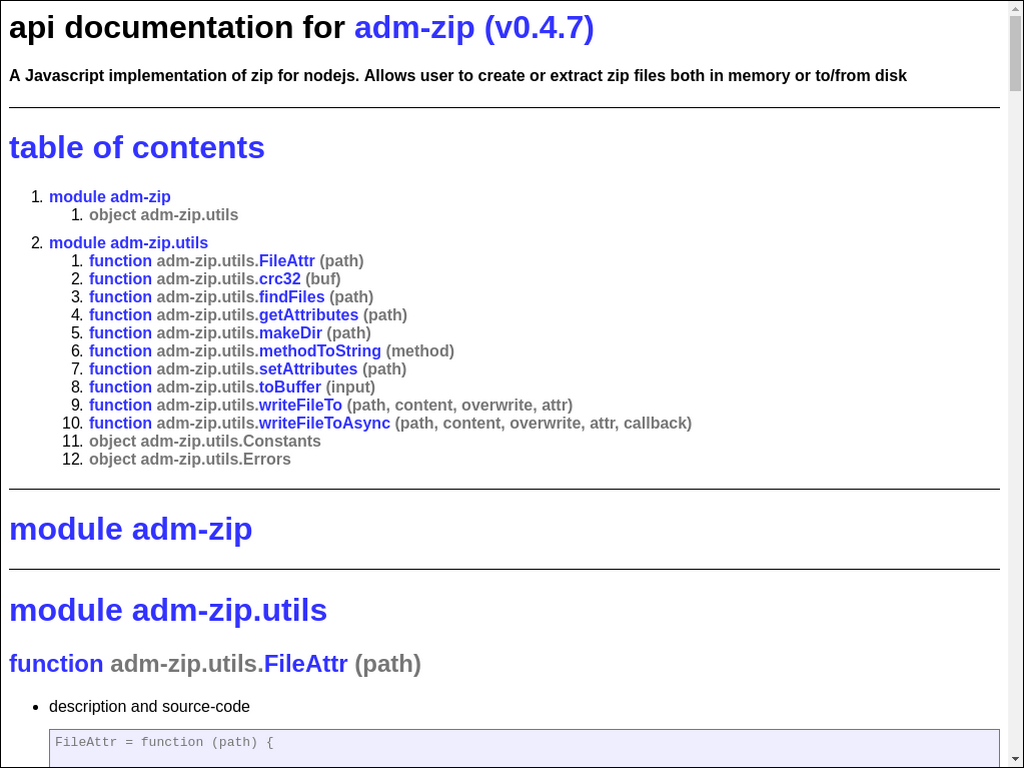 api documentation for adm-zip (v0.4.7)
A Javascript implementation of zip for nodejs. Allows user to create or extract zip files both in memory or to/from disk
table of contents
1. module adm-zip
1. object adm-zip.utils
2. module adm-zip.utils
1. function adm-zip.utils.FileAttr (path)
2. function adm-zip.utils.crc32 (buf)
3. function adm-zip.utils.findFiles (path)
4. function adm-zip.utils.getAttributes (path)
5. function adm-zip.utils.makeDir (path)
6. function adm-zip.utils.methodToString (method)
7. function adm-zip.utils.setAttributes (path)
8. function adm-zip.utils.toBuffer (input)
9. function adm-zip.utils.writeFileTo (path, content, overwrite, attr)
10. function adm-zip.utils.writeFileToAsync (path, content, overwrite, attr, callback)
11. object adm-zip.utils.Constants
12. object adm-zip.utils.Errors
module adm-zip
module adm-zip.utils
function adm-zip.utils.FileAttr (path)
• description and source-code
FileAttr = function (path) {